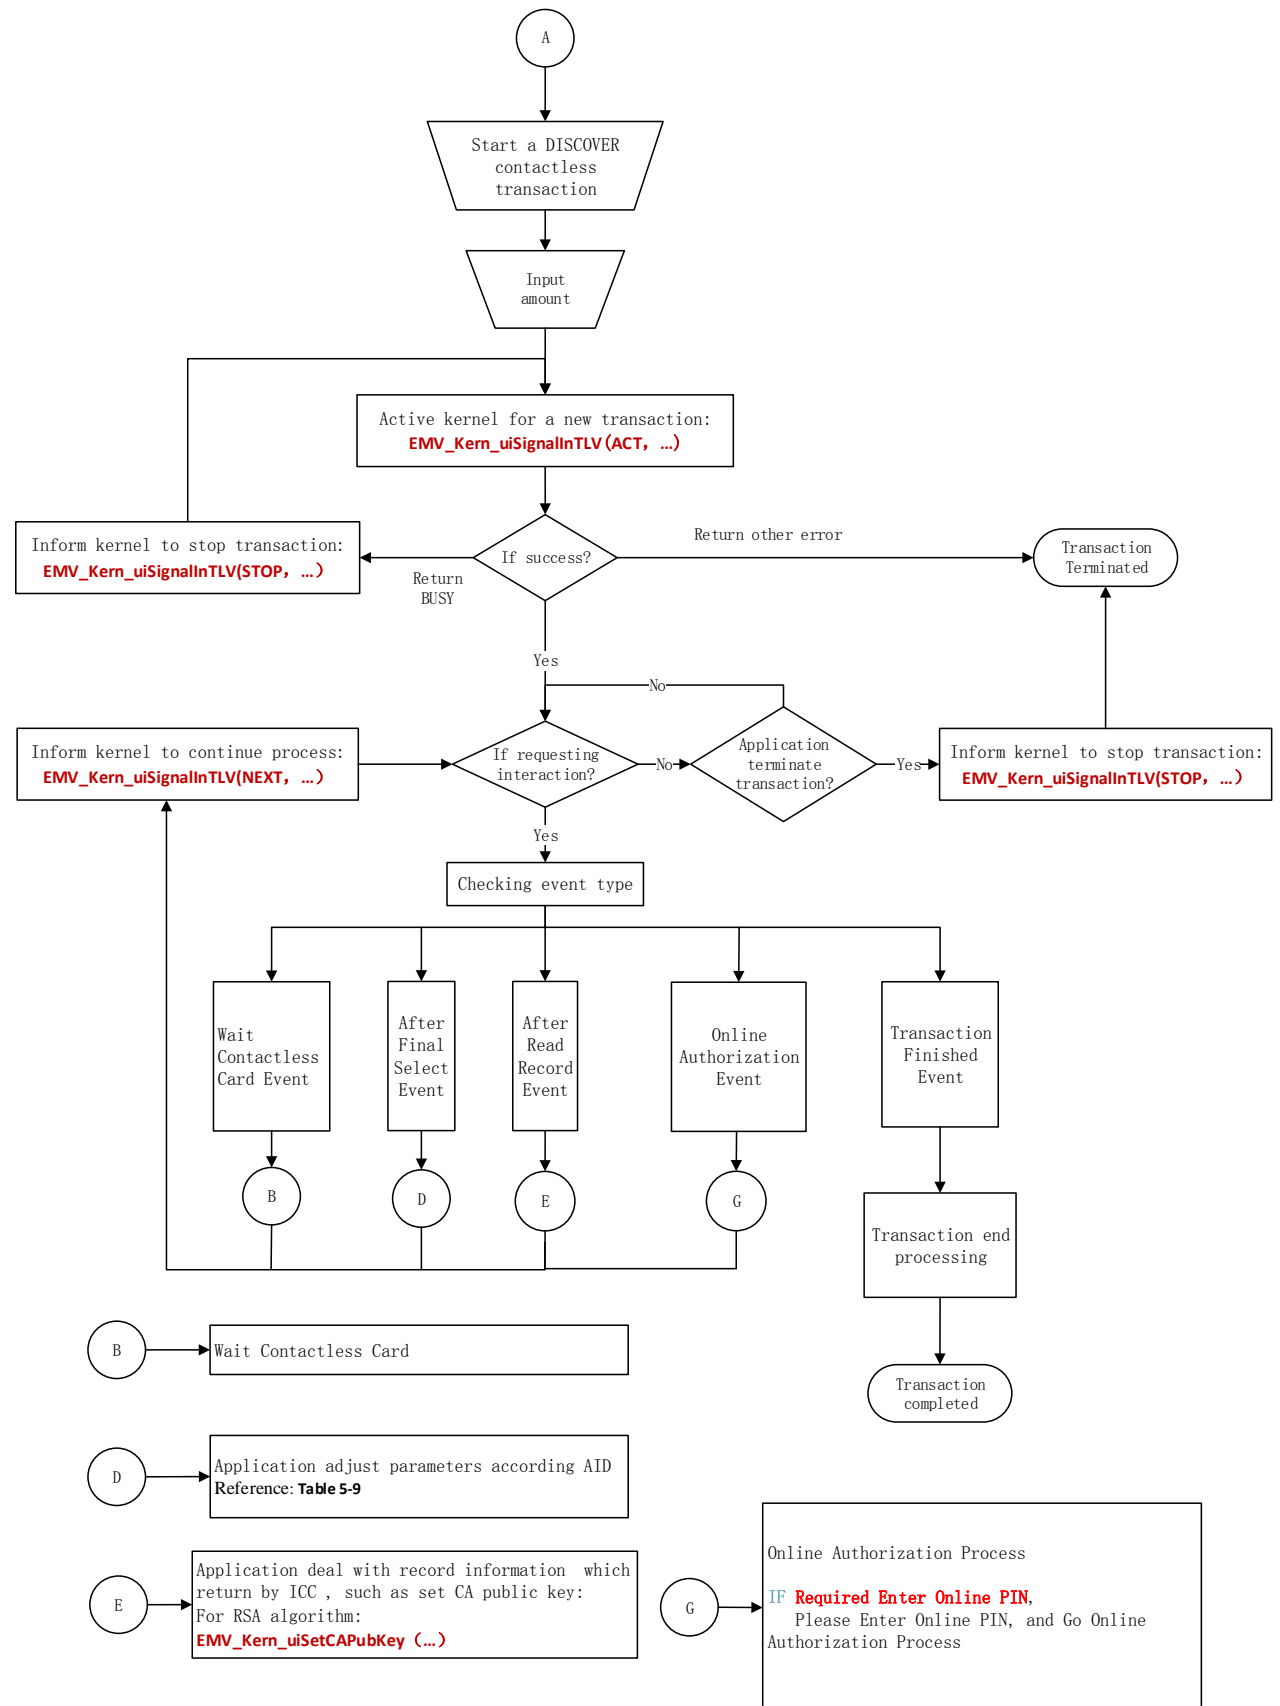 A
Start a DISCOVER
contactless
transaction
Input
amount
Active kernel for a new transaction:
EMV_Kern_uiSignalInTLV(ACT, …)
Inform kernel to stop transaction:
EMV_Kern_uiSignalInTLV(STOP, …)
Return
BUSY
If success?
Return other error
Transaction
Terminated
Yes
No
Inform kernel to continue process:
EMV_Kern_uiSignalInTLV(NEXT, …)
If requesting
interaction?
No
Application
terminate
transaction?
Yes
Inform kernel to stop transaction:
EMV_Kern_uiSignalInTLV(STOP, …)
Yes
Checking event type
Wait
Contactless
Card Event
After
Final
Select
Event
After
Read
Record
Event
Online
Authorization
Event
Transaction
Finished
Event
B
D
E
G
Transaction end
processing
Transaction
completed
B
Wait Contactless Card
D
Application adjust parameters according AID
Reference: Table 5-9
E
Application deal with record information which
return by ICC , such as set CA public key:
For RSA algorithm:
EMV_Kern_uiSetCAPubKey (…)
G
Online Authorization Process
IF Required Enter Online PIN,
Please Enter Online PIN, and Go Online
Authorization Process